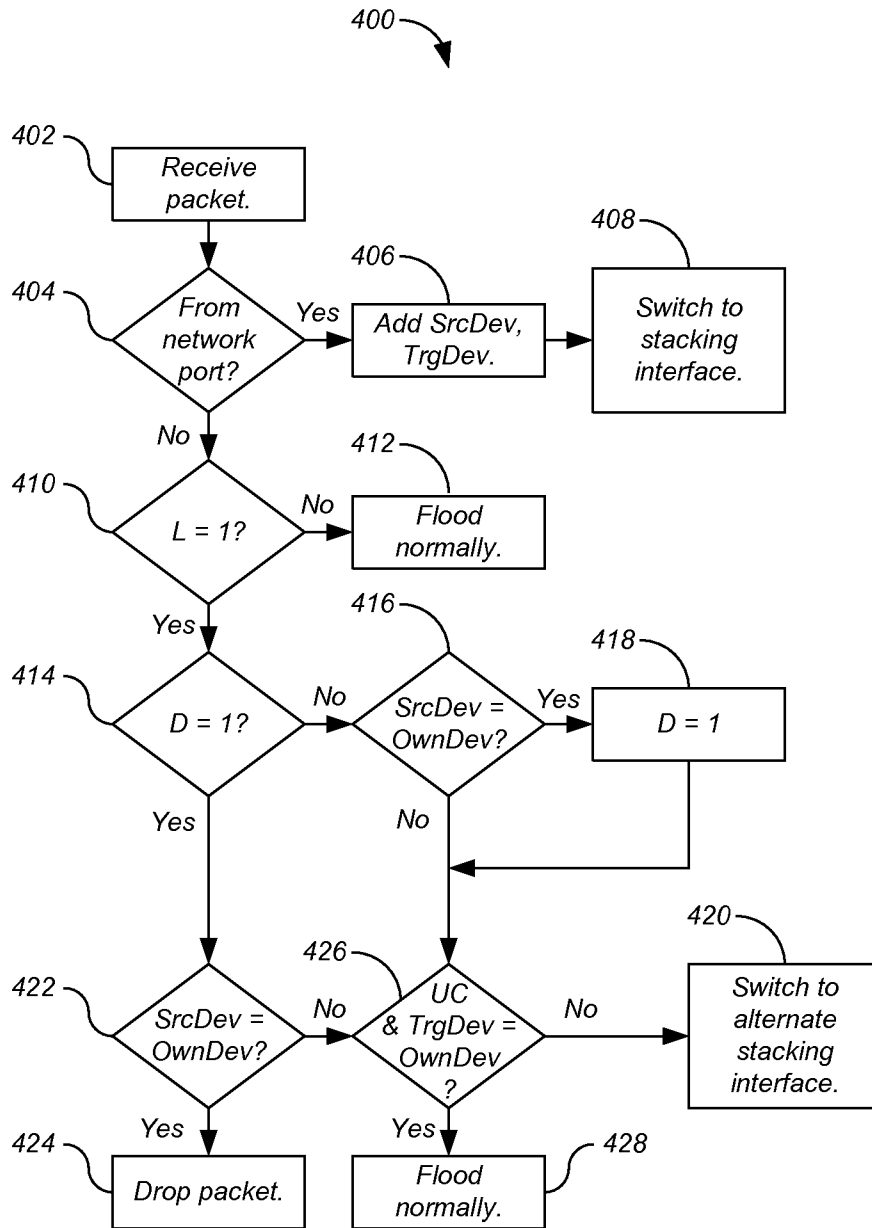 400
402
Receive
packet.
404
From
network
port?
Yes
406
Add SrcDev,
TrgDev.
408
Switch to
stacking
interface.
No
410
L = 1?
No
412
Flood
normally.
Yes
414
D = 1?
No
416
SrcDev =
OwnDev?
Yes
418
D = 1
Yes
No
422
SrcDev =
OwnDev?
No
426
UC
& TrgDev =
OwnDev
?
No
420
Switch to
alternate
stacking
interface.
Yes
424
Drop packet.
Yes
428
Flood
normally.